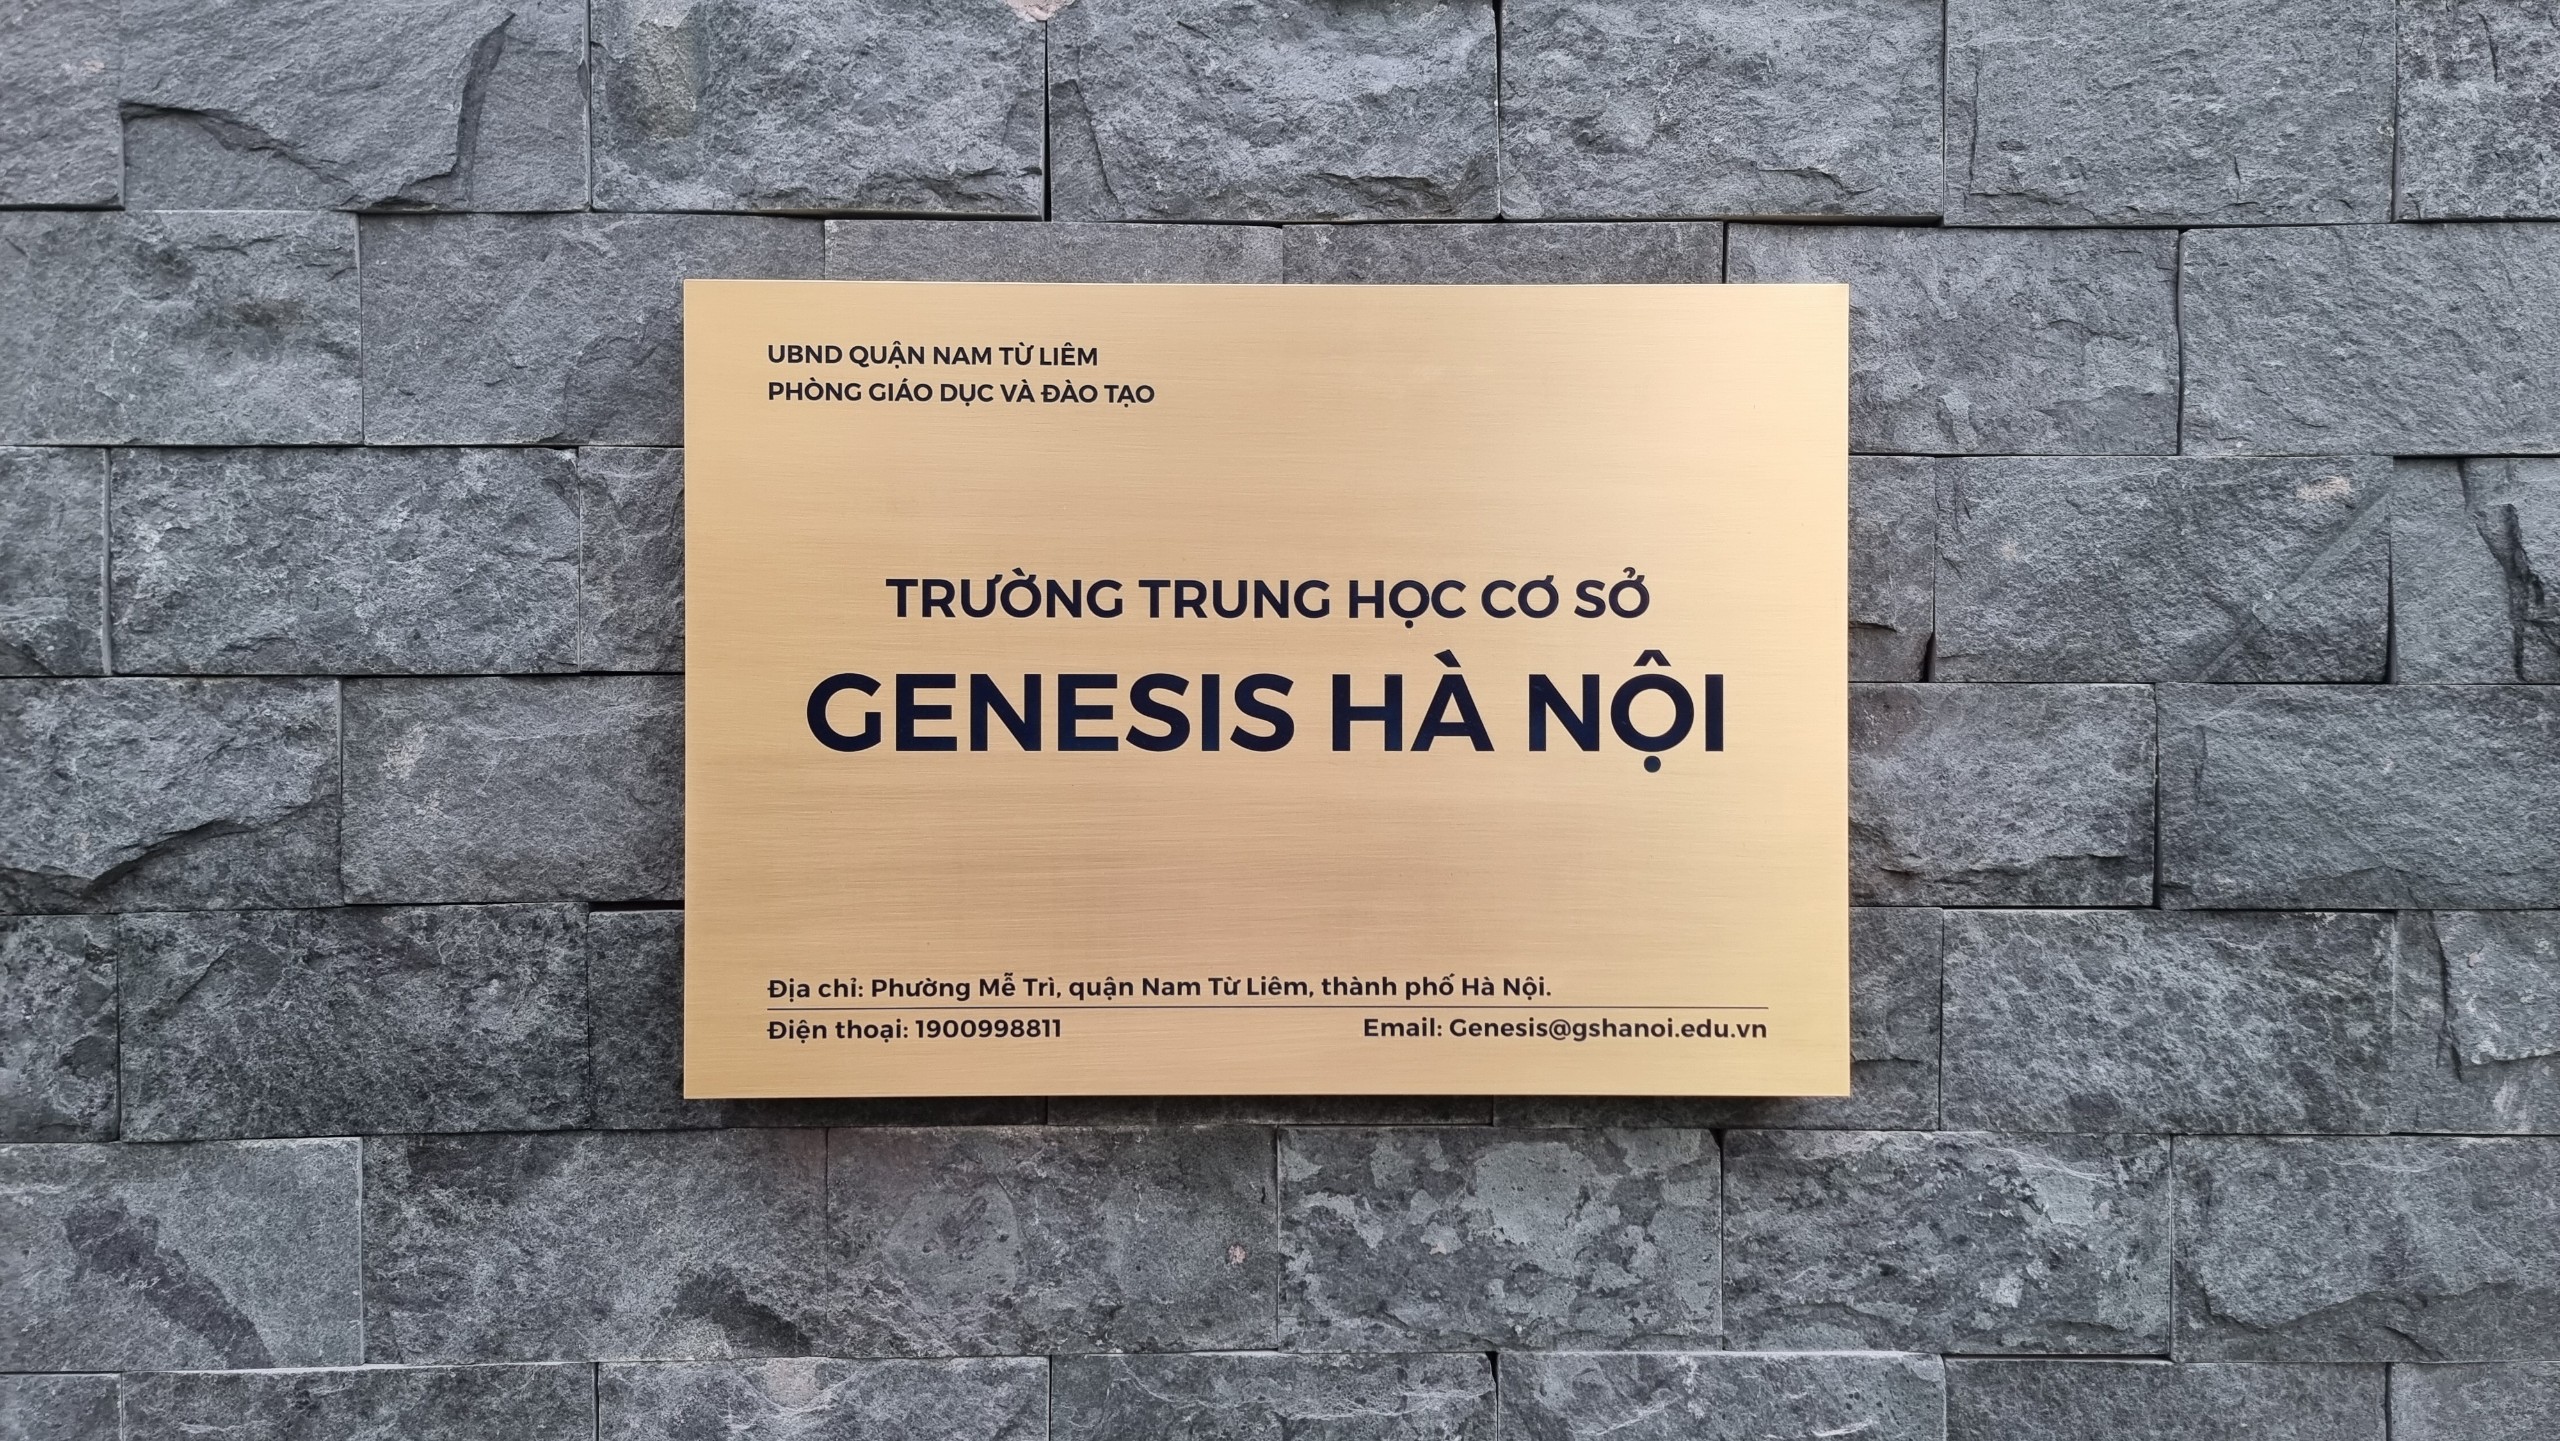 UBND QUẬN NAM TỪ LIÊM
PHÒNG GIÁO DỤC VÀ ĐÀO TẠO
TRƯỜNG TRUNG HỌC CƠ SỞ
GENESIS HÀ NỘI
Địa chỉ: Phường Mễ Trì, quận Nam Từ Liêm, thành phố Hà Nội.
Điện thoại: 1900998811 Email: Genesis@gshanoi.edu.vn